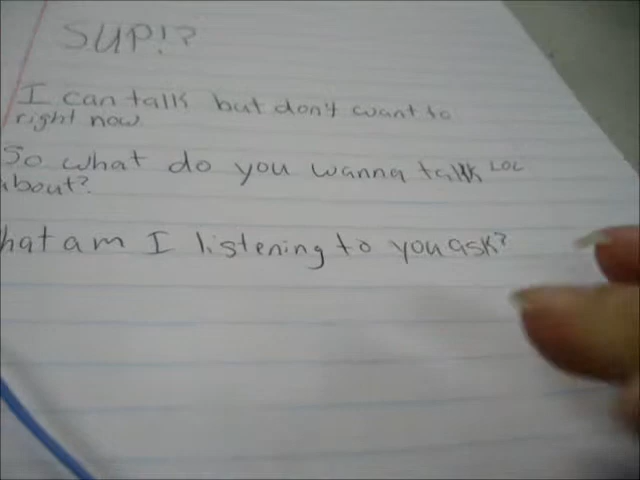 SUP!?
I can talk but don't want to
right now.
So what do you wanna talk LOL
about?
hat am I listening to you ask?